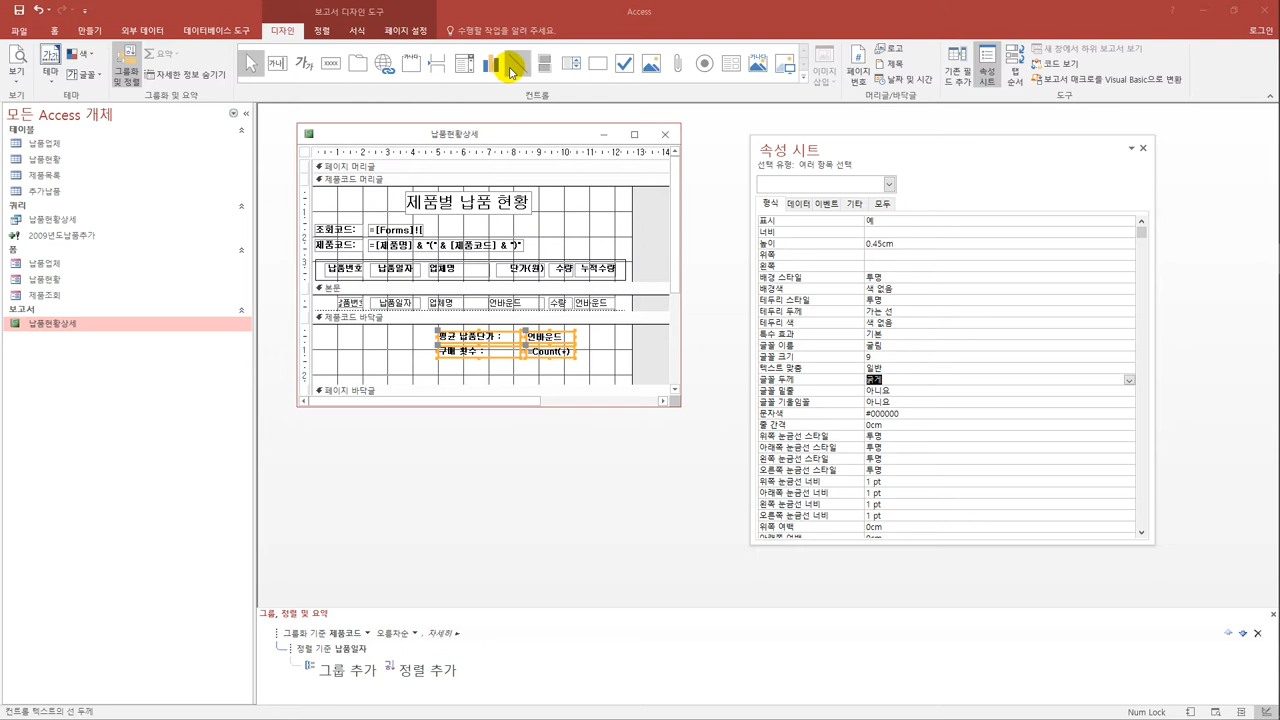 보고서 디자인 도구
Access
파일
홈
만들기
외부 데이터
데이터베이스 도구
디자인
정렬
서식
페이지 설정
수행할 작업을 알려 주세요.
로그인
보기
테마
색
글꼴
그룹화 및 정렬
요약
자세한 정보 숨기기
이미지 삽입
페이지 번호
로고
제목
날짜 및 시간
기존 필드 추가
속성 시트
탭 순서
새 창에서 하위 보고서 보기
코드 보기
보고서 매크로를 Visual Basic으로 변환
보기
테마
그룹화 및 요약
컨트롤
머리글/바닥글
도구
모든 Access 개체
테이블
납품업체
납품현황
제품목록
추가납품
쿼리
납품현황상세
2009년도납품추가
폼
납품업체
납품현황
제품조회
보고서
납품현황상세
납품현황상세
페이지 머리글
제품코드 머리글
제품별 납품 현황
조회코드: =[Forms]![
제품코드: =[제품명] & "(" & [제품코드] & ")"
납품번호 납품일자 업체명 단가(원) 수량 누적수량
본문
납품일자 업체명 언바운드 수량 언바운드
제품코드 바닥글
평균 납품단가 : 언바운드
구매 횟수 : =Count(*)
페이지 바닥글
속성 시트
선택 유형: 여러 항목 선택
형식 데이터 이벤트 기타 모두
표시 예
너비
높이 0.45cm
위쪽
왼쪽
배경 스타일 투명
배경색 색 없음
테두리 스타일 투명
테두리 두께 가는 선
테두리 색 색 없음
특수 효과 기본
글꼴 이름 굴림
글꼴 크기 9
텍스트 맞춤 일반
글꼴 두께 굵게
글꼴 밑줄 아니요
글꼴 기울임꼴 아니요
문자색 #000000
줄 간격 0cm
위쪽 눈금선 스타일 투명
아래쪽 눈금선 스타일 투명
왼쪽 눈금선 스타일 투명
오른쪽 눈금선 스타일 투명
위쪽 눈금선 너비 1 pt
아래쪽 눈금선 너비 1 pt
왼쪽 눈금선 너비 1 pt
오른쪽 눈금선 너비 1 pt
위쪽 여백 0cm
아래쪽 여백 0cm
그룹, 정렬 및 요약
그룹화 기준 제품코드 오름차순 , 자세히
정렬 기준 납품일자
그룹 추가 정렬 추가
컨트롤 텍스트의 선 두께
Num Lock